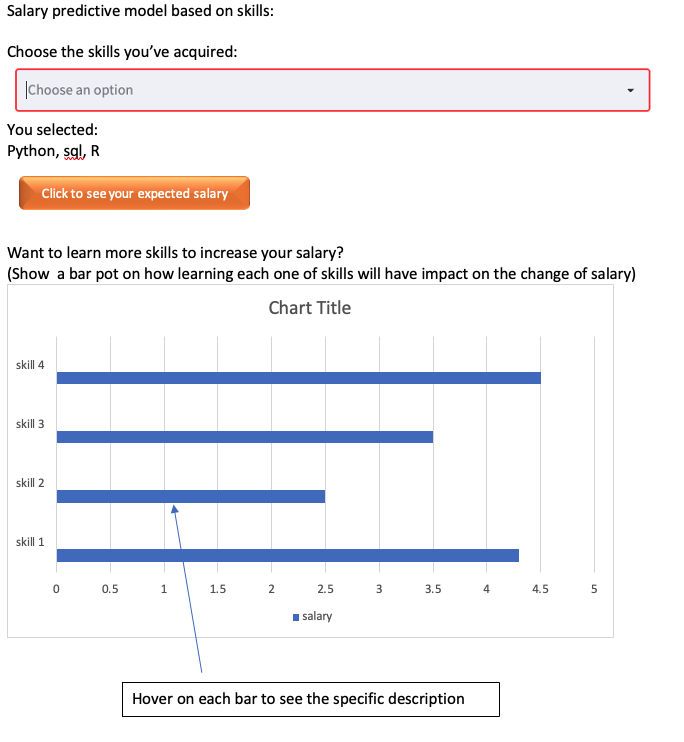 Salary predictive model based on skills:
Choose the skills you've acquired:
Choose an option
You selected:
Python, sql, R
Click to see your expected salary
Want to learn more skills to increase your salary?
(Show a bar pot on how learning each one of skills will have impact on the change of salary)
Chart Title
skill 4
skill 3
skill 2
skill 1
0 0.5 1 1.5 2 2.5 3 3.5 4 4.5 5
salary
Hover on each bar to see the specific description